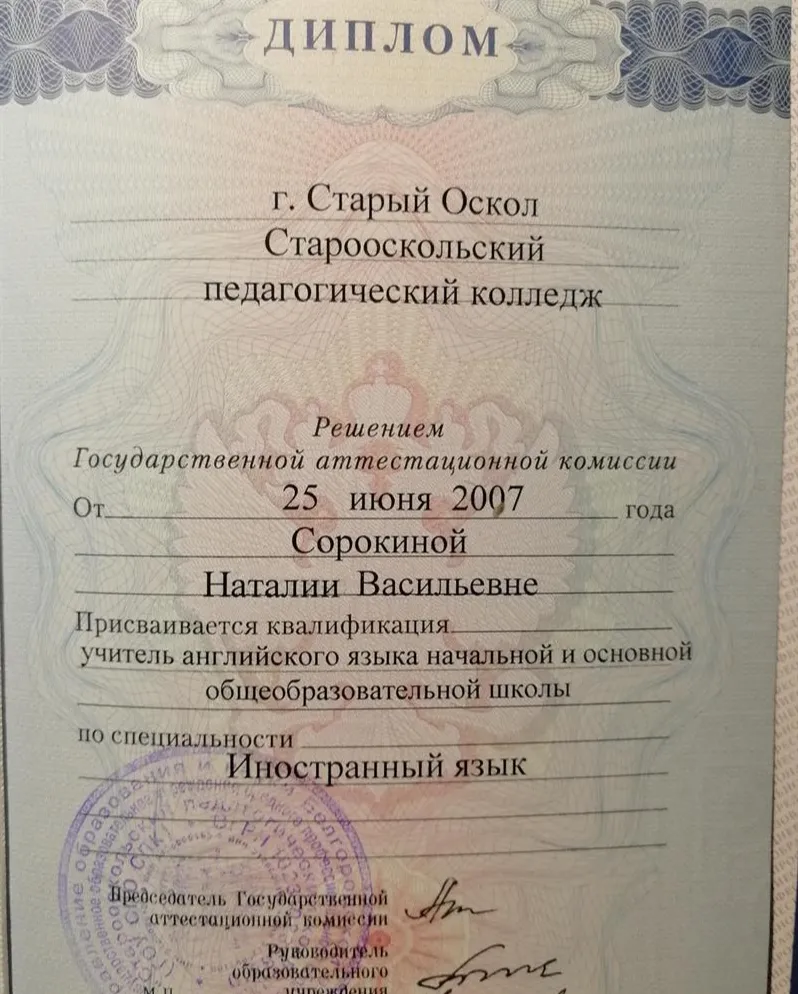 ДИПЛОМ
г. Старый Оскол
Старооскольский
педагогический колледж
Решением
Государственной аттестационной комиссии
От 25 июня 2007 года
Сорокиной
Наталии Васильевне
Присваивается квалификация
учитель английского языка начальной и основной
общеобразовательной школы
по специальности
Иностранный язык
Председатель Государственной
аттестационной комиссии
Руководитель
образовательного
М.П. учреждения